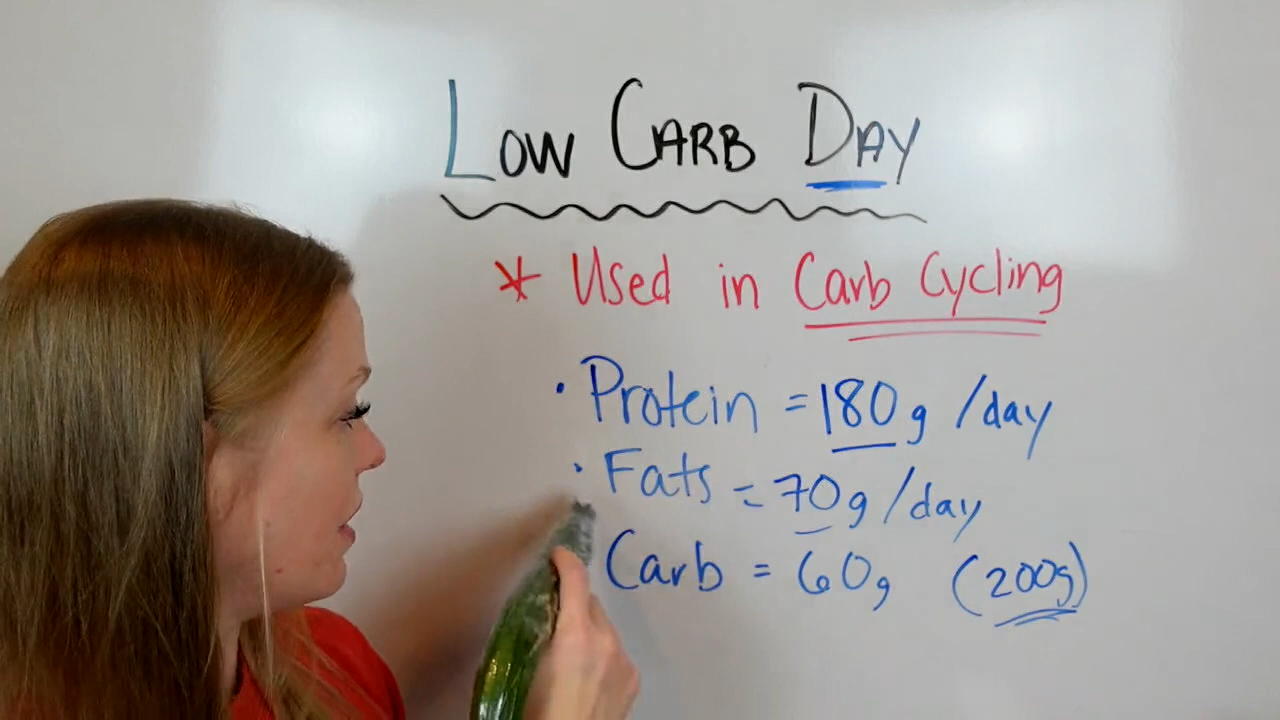 LOW CARB DAY
* Used in Carb Cycling
• Protein = 180g /day
• Fats = 70g /day
Carb = 60g (200g)